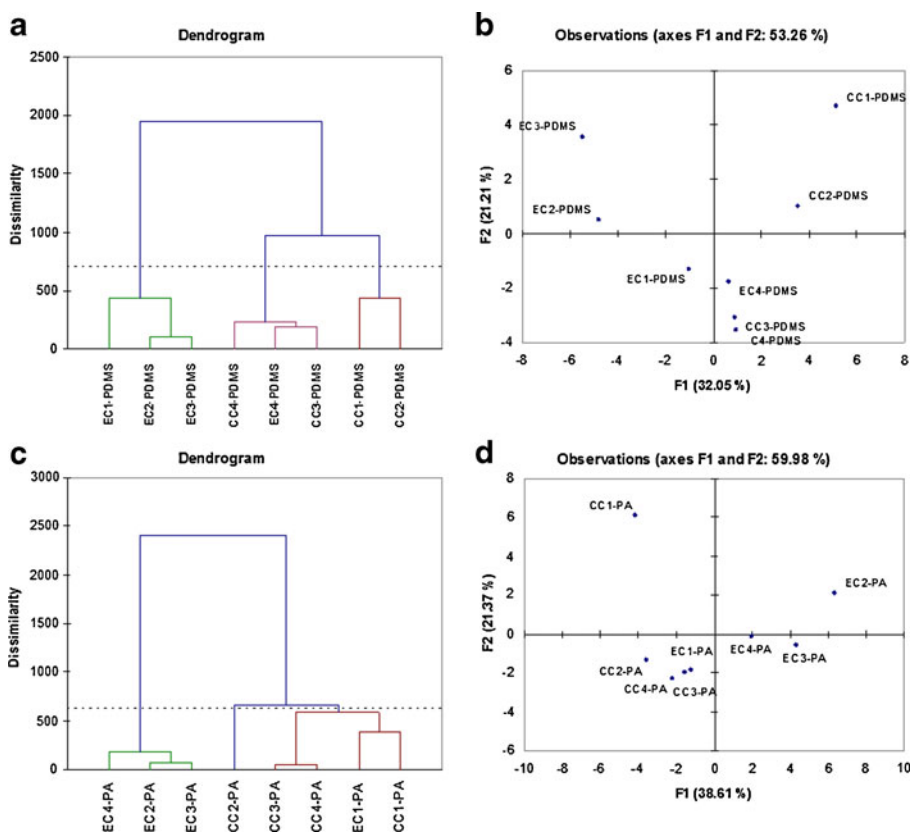 a
Dendrogram
2500
2000
1500
1000
500
0
Dissimilarity
EC1-PDMS
EC2-PDMS
EC3-PDMS
CC4-PDMS
EC4-PDMS
CC3-PDMS
CC1-PDMS
CC2-PDMS
b
Observations (axes F1 and F2: 53.26 %)
6
4
2
0
-2
-4
F2 (21.21 %)
CC1-PDMS
EC3-PDMS
CC2-PDMS
EC2-PDMS
EC1-PDMS
EC4-PDMS
CC3-PDMS
C4-PDMS
-8 -6 -4 -2 0 2 4 6 8
F1 (32.05 %)
c
Dendrogram
3000
2500
2000
1500
1000
500
0
Dissimilarity
EC4-PA
EC2-PA
EC3-PA
CC2-PA
CC3-PA
CC4-PA
EC1-PA
CC1-PA
d
Observations (axes F1 and F2: 59.98 %)
8
6
4
2
0
-2
-4
-6
F2 (21.37 %)
CC1-PA
EC2-PA
EC1-PA
EC4-PA
EC3-PA
CC2-PA
CC4-PA
CC3-PA
-10 -8 -6 -4 -2 0 2 4 6 8 10
F1 (38.61 %)